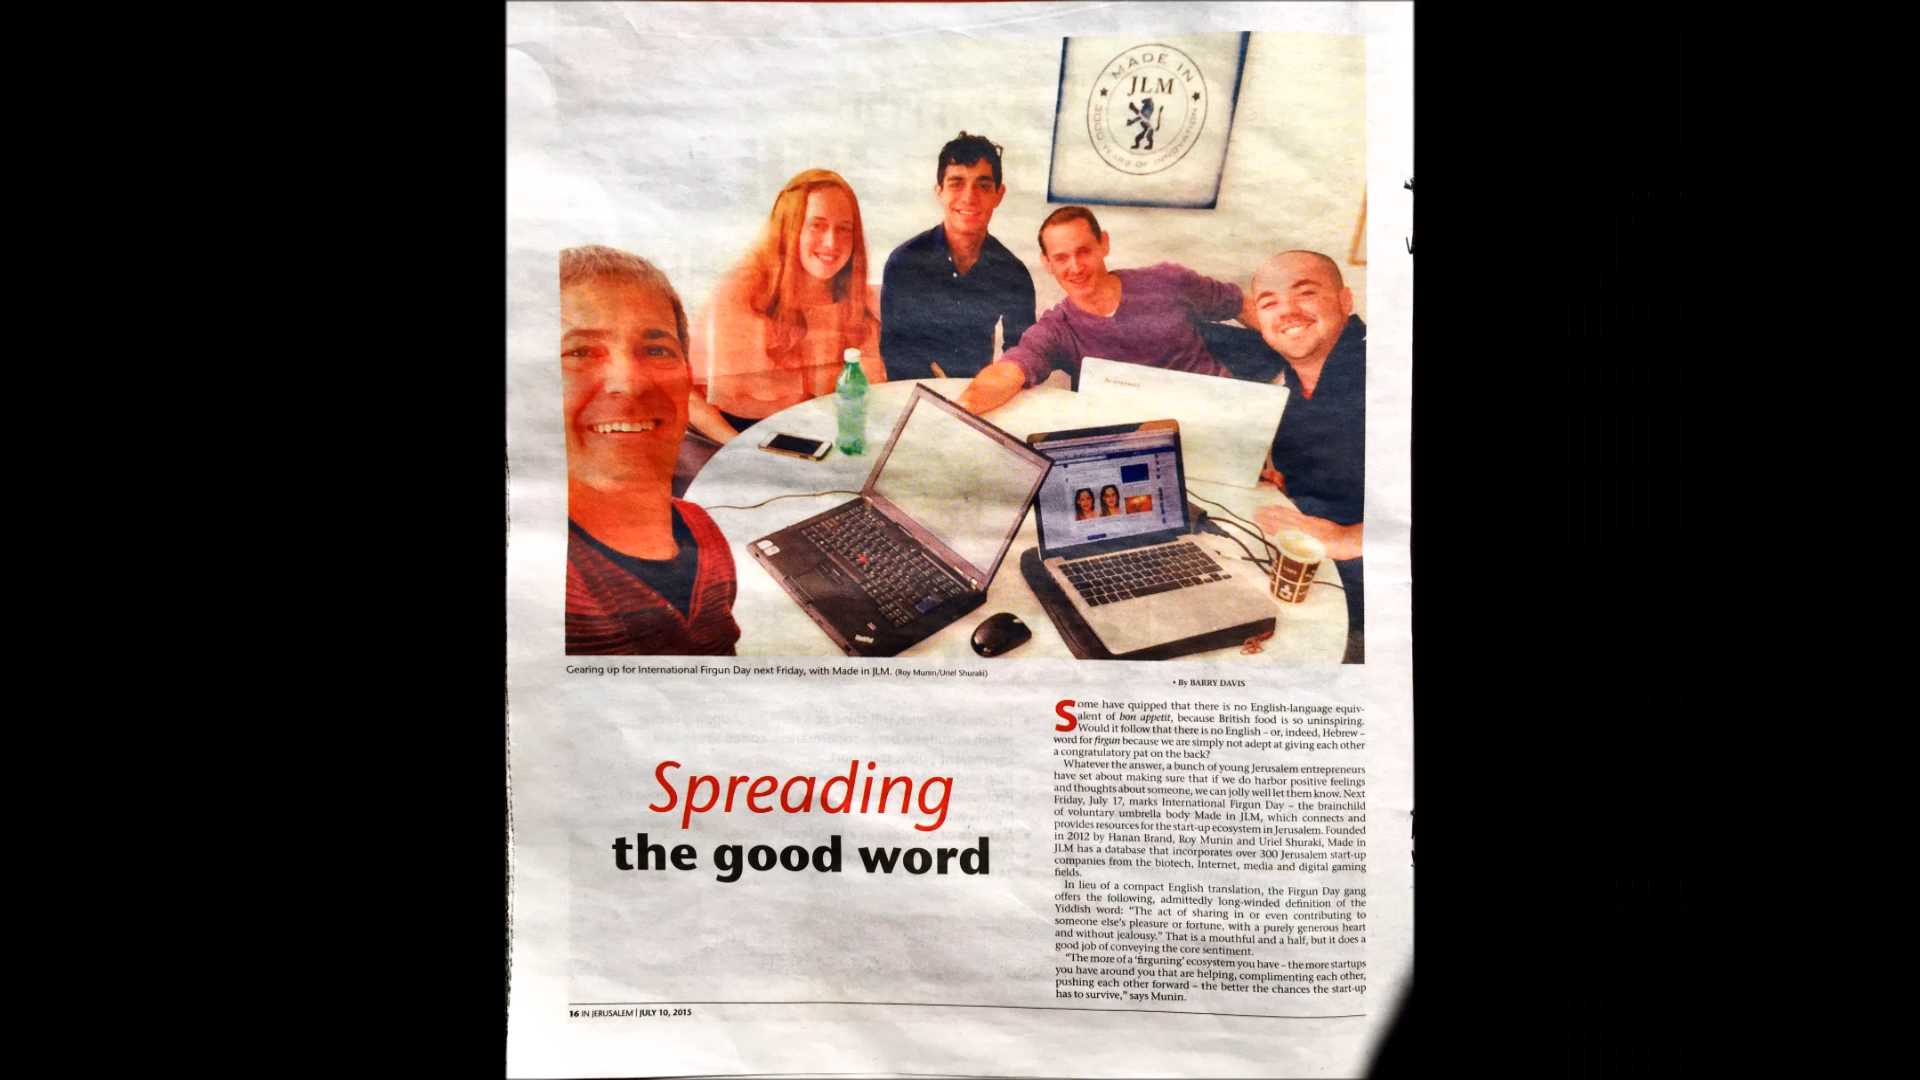 MADE IN
JLM
3000 YEARS OF INNOVATION
Gearing up for International Firgun Day next Friday, with Made in JLM. (Roy Munin/Uriel Shuraki)
Spreading
the good word
• By BARRY DAVIS
Some have quipped that there is no English-language equiv-
alent of bon appetit, because British food is so uninspiring.
Would it follow that there is no English – or, indeed, Hebrew –
word for firgun because we are simply not adept at giving each other
a congratulatory pat on the back?
Whatever the answer, a bunch of young Jerusalem entrepreneurs
have set about making sure that if we do harbor positive feelings
and thoughts about someone, we can jolly well let them know. Next
Friday, July 17, marks International Firgun Day – the brainchild
of voluntary umbrella body Made in JLM, which connects and
provides resources for the start-up ecosystem in Jerusalem. Founded
in 2012 by Hanan Brand, Roy Munin and Uriel Shuraki, Made in
JLM has a database that incorporates over 300 Jerusalem start-up
companies from the biotech, Internet, media and digital gaming
fields.
In lieu of a compact English translation, the Firgun Day gang
offers the following, admittedly long-winded definition of the
Yiddish word: “The act of sharing in or even contributing to
someone else’s pleasure or fortune, with a purely generous heart
and without jealousy.” That is a mouthful and a half, but it does a
good job of conveying the core sentiment.
“The more of a ‘firguning’ ecosystem you have – the more startups
you have around you that are helping, complimenting each other,
pushing each other forward – the better the chances the start-up
has to survive,” says Munin.
16 IN JERUSALEM | JULY 10, 2015